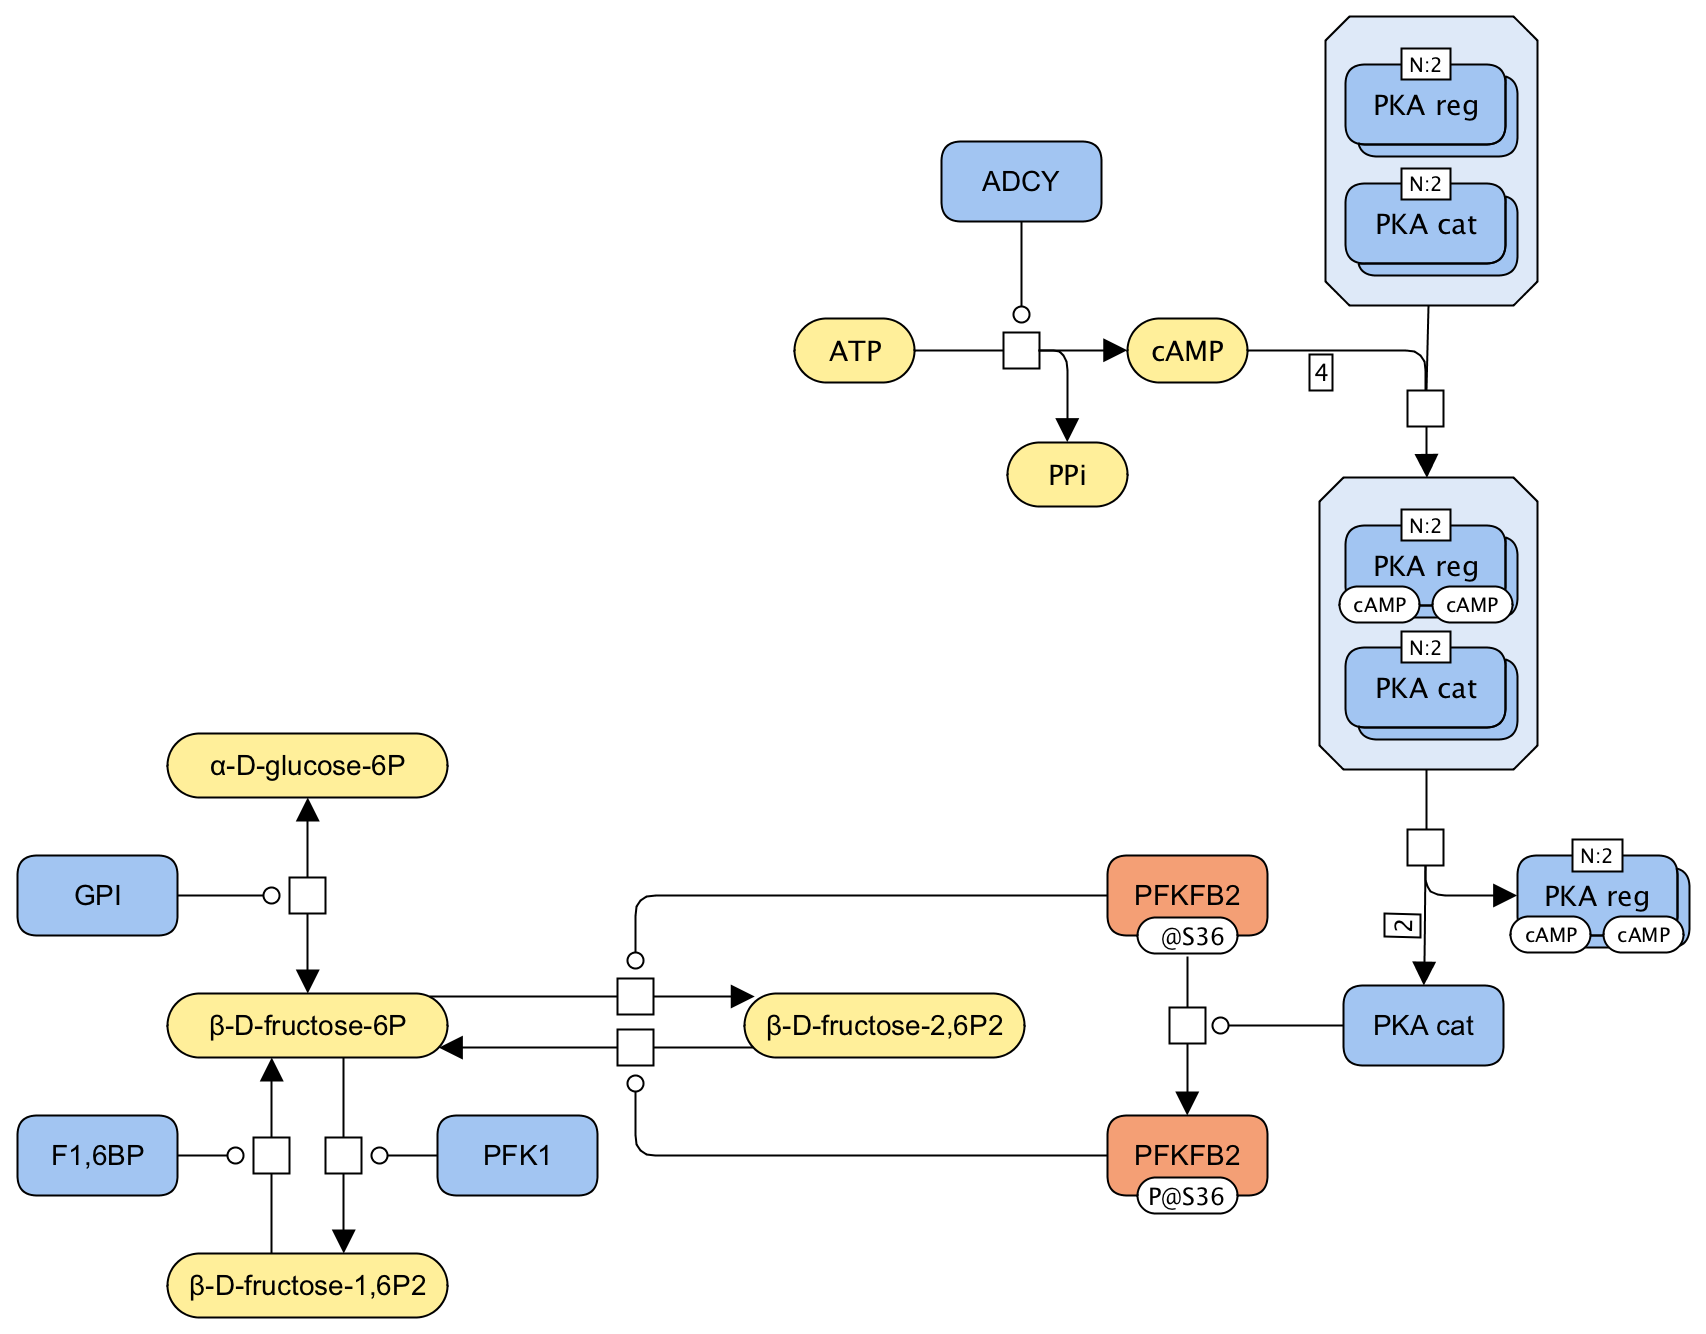 N:2
PKA reg
N:2
PKA cat
ADCY
ATP
cAMP
4
PPi
N:2
PKA reg
cAMP
cAMP
N:2
PKA cat
α-D-glucose-6P
GPI
PFKFB2
@S36
N:2
PKA reg
cAMP
cAMP
2
β-D-fructose-6P
β-D-fructose-2,6P2
PKA cat
F1,6BP
PFK1
PFKFB2
P@S36
β-D-fructose-1,6P2